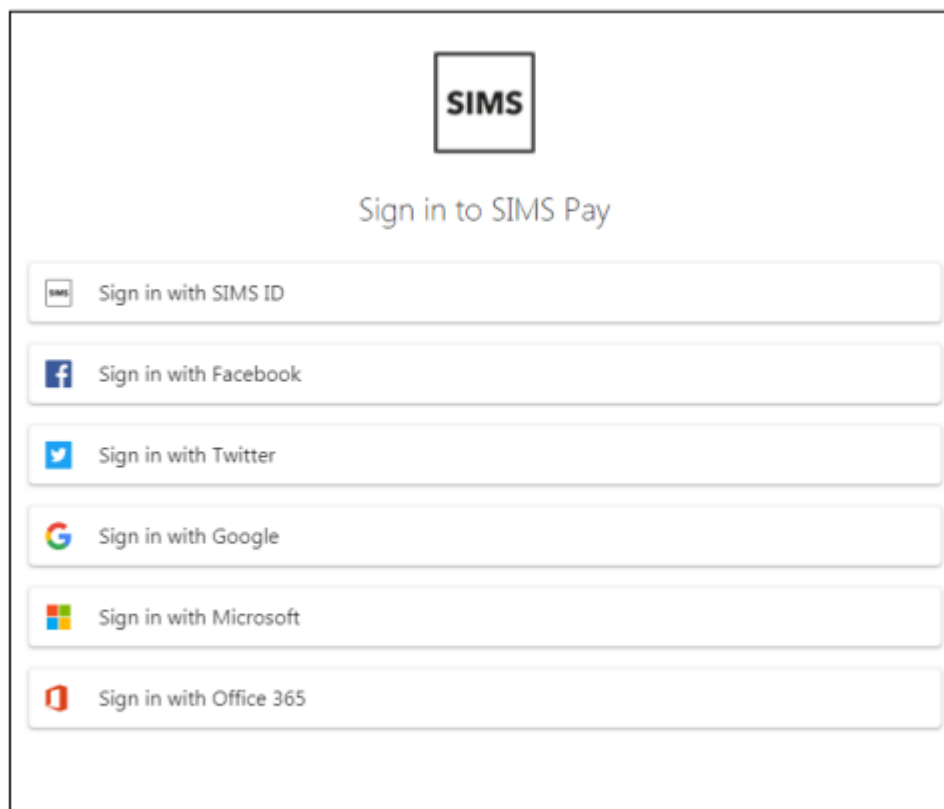 SIMS
Sign in to SIMS Pay
SIMS Sign in with SIMS ID
Sign in with Facebook
Sign in with Twitter
Sign in with Google
Sign in with Microsoft
Sign in with Office 365